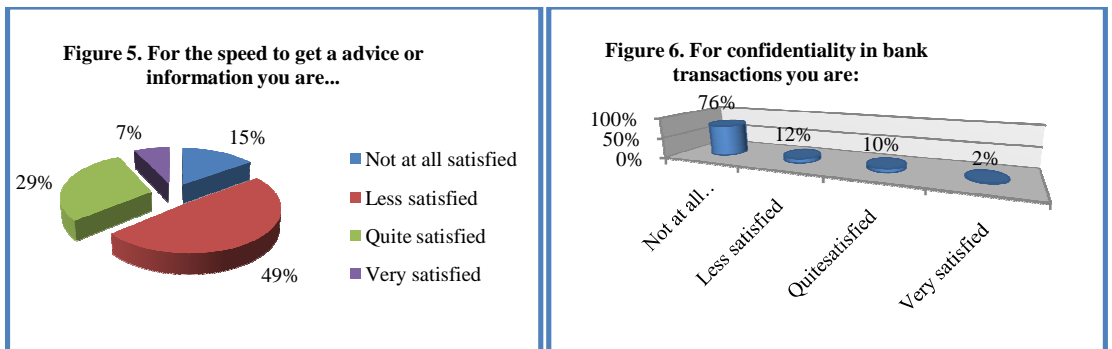 Figure 5. For the speed to get a advice or
information you are...
7%
15%
29%
49%
Not at all satisfied
Less satisfied
Quite satisfied
Very satisfied
Figure 6. For confidentiality in bank
transactions you are:
100%
50%
0%
76%
12%
10%
2%
Not at all..
Less satisfied
Quitesatisfied
Very satisfied